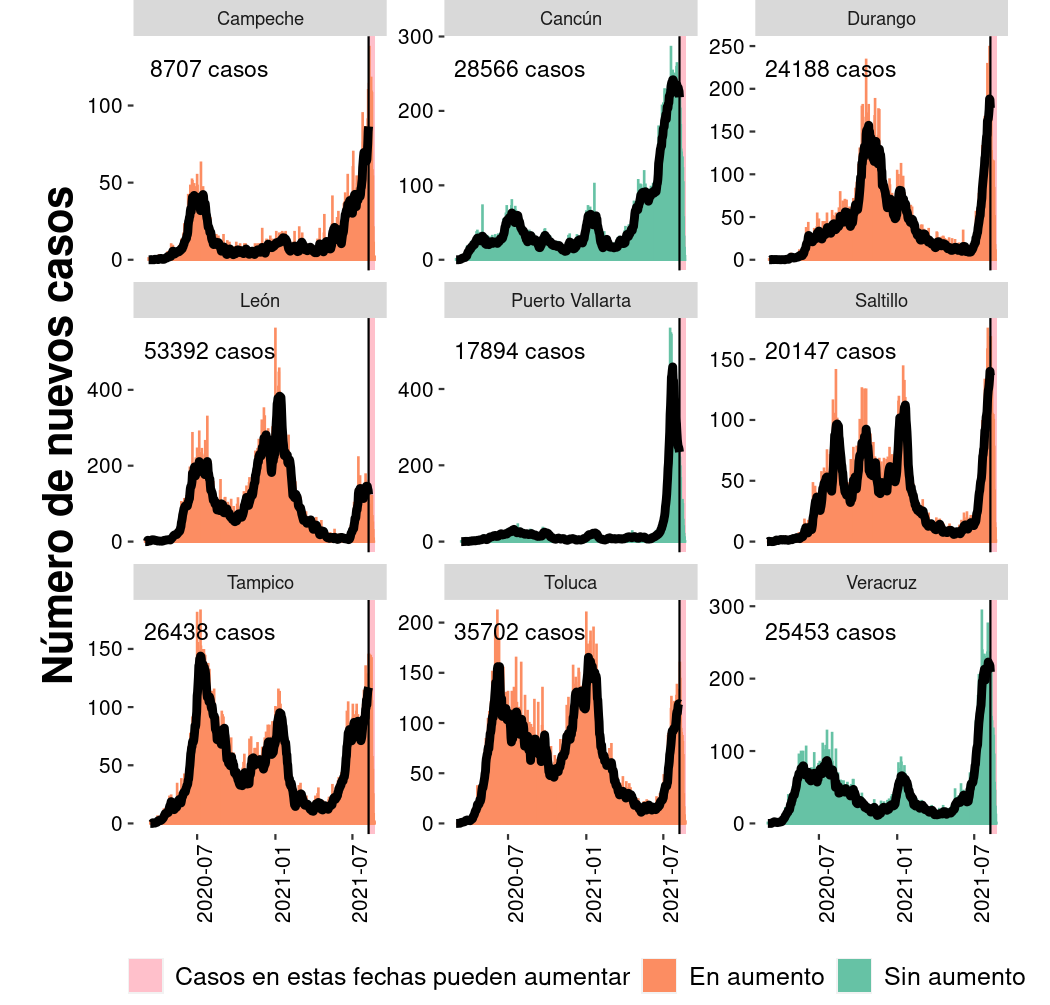 Campeche
Cancún
Durango
8707 casos
28566 casos
24188 casos
100
50
0
300
200
100
0
250
200
150
100
50
0
León
Puerto Vallarta
Saltillo
53392 casos
17894 casos
20147 casos
400
200
0
400
200
0
150
100
50
0
Tampico
Toluca
Veracruz
26438 casos
35702 casos
25453 casos
150
100
50
0
200
150
100
50
0
300
200
100
0
Número de nuevos casos
2020-07
2021-01
2021-07
2020-07
2021-01
2021-07
2020-07
2021-01
2021-07
Casos en estas fechas pueden aumentar
En aumento
Sin aumento